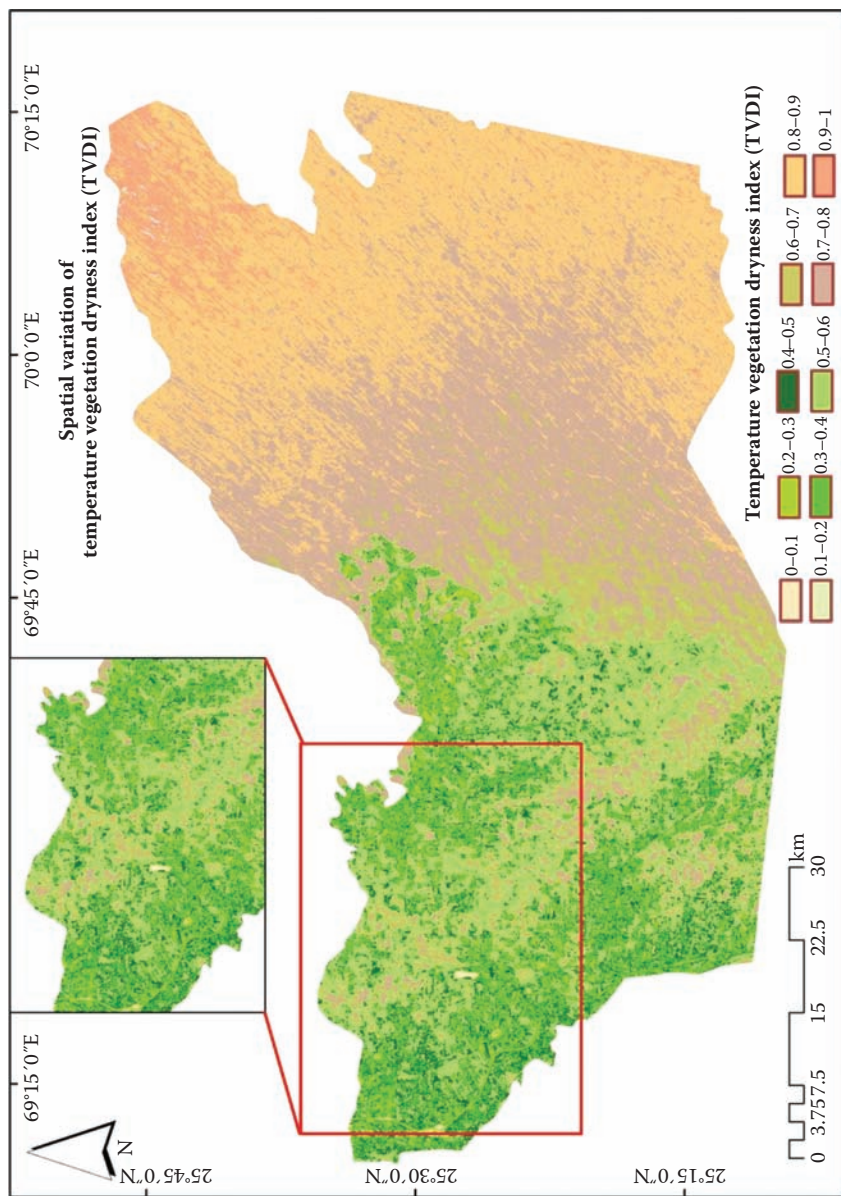 69°15′0″E
69°45′0″E
70°0′0″E
70°15′0″E
Spatial variation of
temperature vegetation dryness index (TVDI)
N
25°45′0″N
25°30′0″N
25°15′0″N
Temperature vegetation dryness index (TVDI)
0–0.1
0.2–0.3
0.4–0.5
0.6–0.7
0.8–0.9
0.1–0.2
0.3–0.4
0.5–0.6
0.7–0.8
0.9–1
km
0 3.75 7.5 15 22.5 30